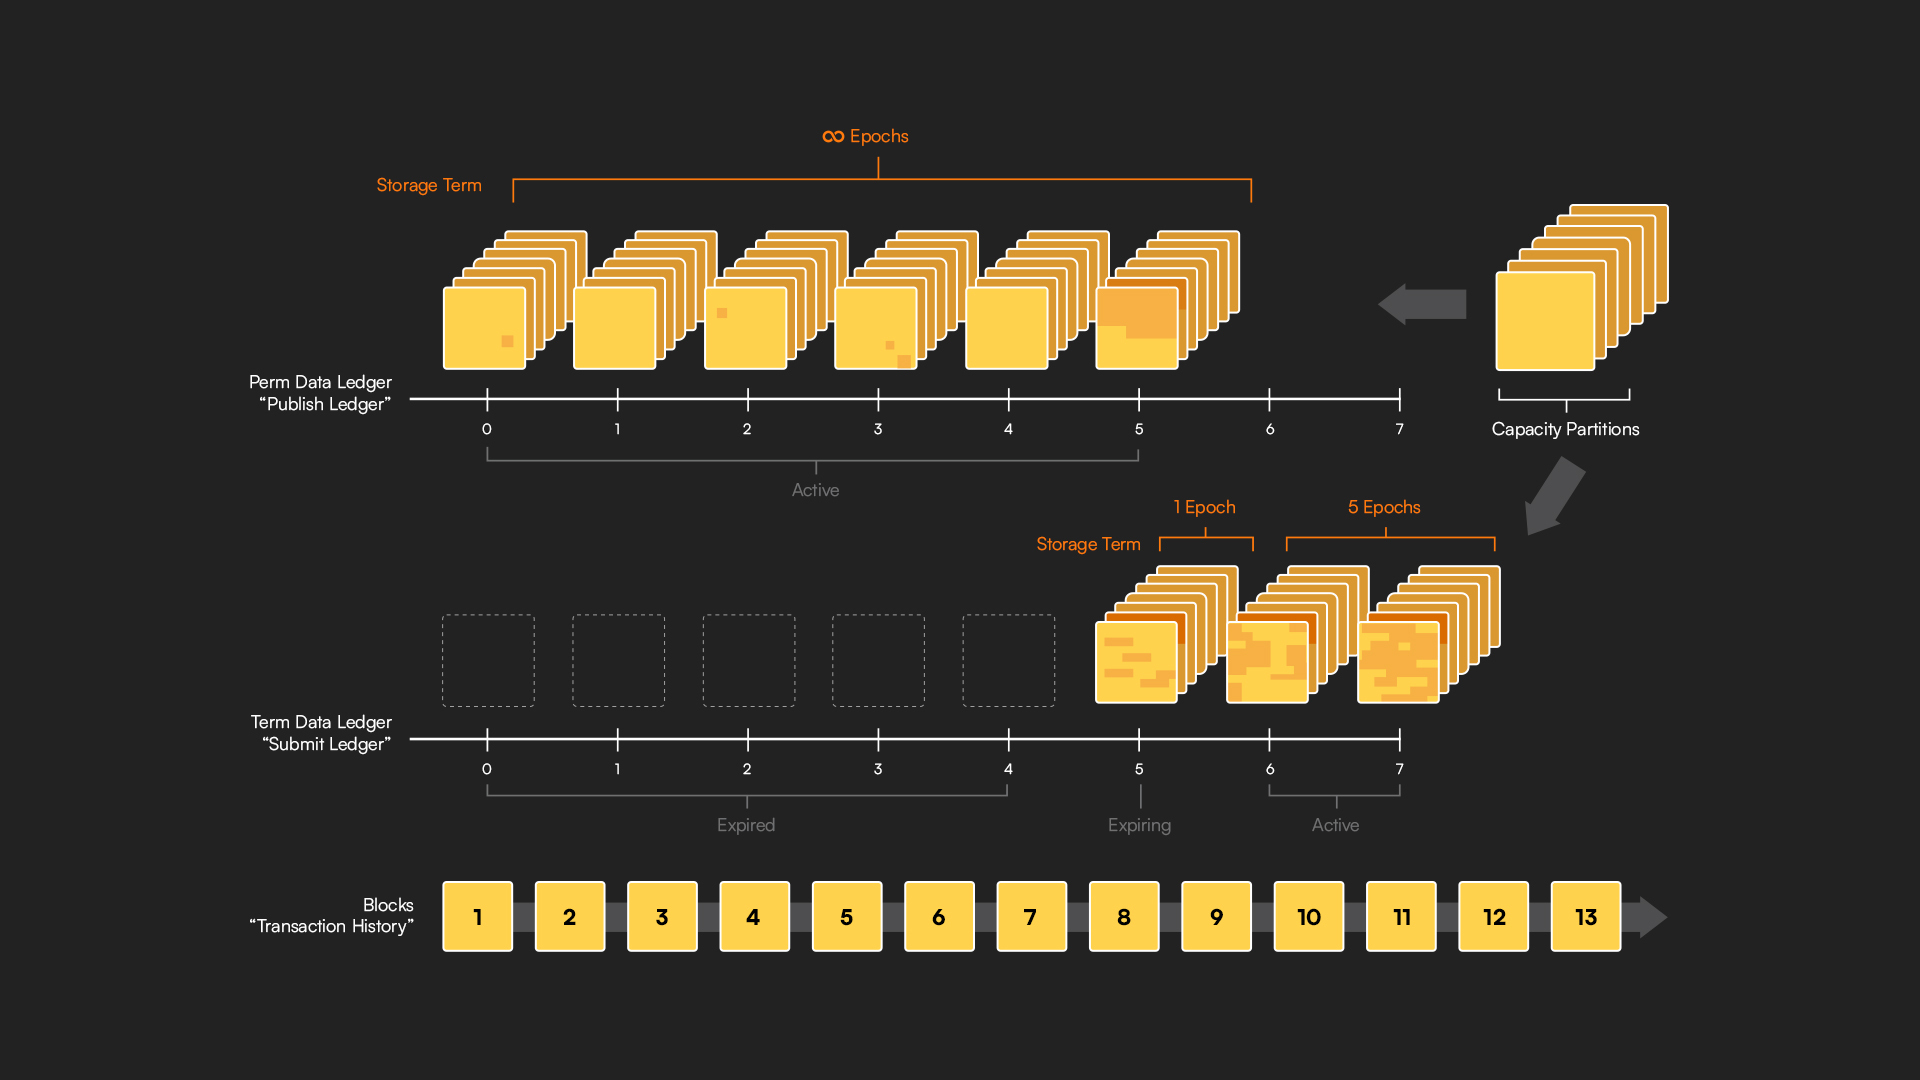 ∞ Epochs
Storage Term
Perm Data Ledger
“Publish Ledger”
0 1 2 3 4 5 6 7
Active
Capacity Partitions
1 Epoch 5 Epochs
Storage Term
Term Data Ledger
“Submit Ledger”
0 1 2 3 4 5 6 7
Expired Expiring Active
Blocks
“Transaction History”
1 2 3 4 5 6 7 8 9 10 11 12 13